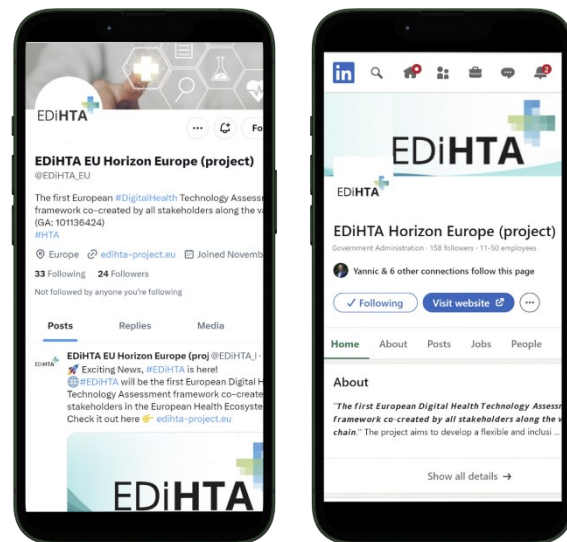 EDiHTA
Fo
EDiHTA EU Horizon Europe (project)
@EDiHTA_EU
The first European #DigitalHealth Technology
framework co-created by all stakeholders along the
(GA: 101136424)
#HTA
Europe edihta-project.eu Joined
33 Following 24 Followers
Not followed by anyone you're following
Posts Replies Media
EDiHTA
EDiHTA EU Horizon Europe (proj @EDiHTA_
🚀 Exciting News, #EDiHTA is here!
🌐#EDiHTA will be the first European Digital H
Technology Assessment framework co-create
stakeholders in the European Health Ecosyste
Check it out here 👉 edihta-project.eu
EDiHTA
in
2
EDiHTA
EDiHTA
EDiHTA Horizon Europe (project)
Government Administration · 158 followers · 11-50 employees
Yannic & 6 other connections follow this page
✓ Following Visit website
Home About Posts Jobs People
About
"The first European Digital Health Technology
framework co-created by all stakeholders along the
chain." The project aims to develop a flexible and inclusi ...
Show all details →